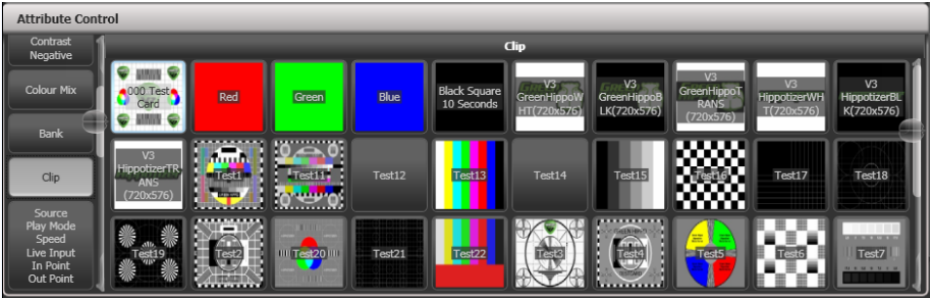 Attribute Control
Contrast
Negative
Colour Mix
Bank
Clip
Source
Play Mode
Speed
Live Input
In Point
Out Point
Clip
000 Test
Card
Red
Green
Blue
Black Square
10 Seconds
V3
GreenHippoW
HT(720x576)
V3
GreenHippoB
LK(720x576)
V3
GreenHippoT
RANS
(720x576)
V3
HippotizerWH
T(720x576)
V3
HippotizerBL
K(720x576)
V3
HippotizerTR
ANS
(720x576)
Test1
Test11
Test12
Test13
Test14
Test15
Test16
Test17
Test18
Test19
Test2
Test20
Test21
Test22
Test3
Test4
Test5
Test6
Test7